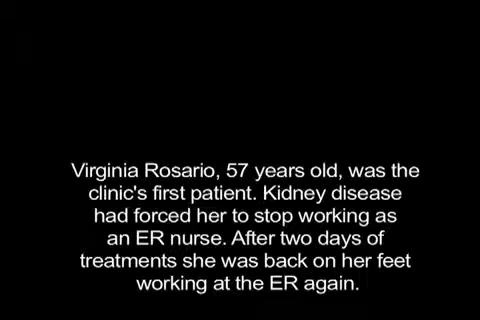 Virginia Rosario, 57 years old, was the
clinic's first patient. Kidney disease
had forced her to stop working as
an ER nurse. After two days of
treatments she was back on her feet
working at the ER again.